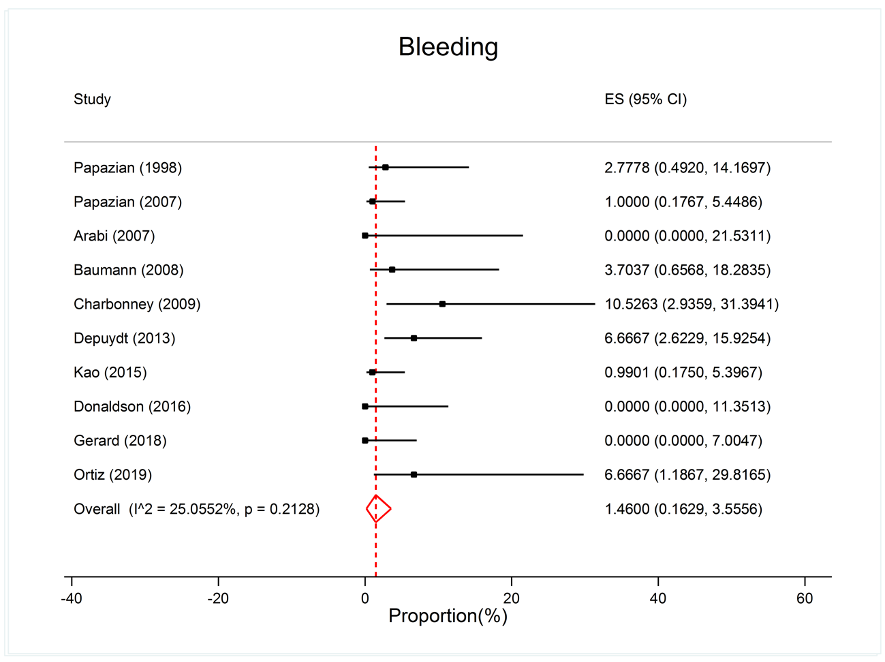 Bleeding
Study ES (95% CI)
Papazian (1998) 2.7778 (0.4920, 14.1697)
Papazian (2007) 1.0000 (0.1767, 5.4486)
Arabi (2007) 0.0000 (0.0000, 21.5311)
Baumann (2008) 3.7037 (0.6568, 18.2835)
Charbonney (2009) 10.5263 (2.9359, 31.3941)
Depuydt (2013) 6.6667 (2.6229, 15.9254)
Kao (2015) 0.9901 (0.1750, 5.3967)
Donaldson (2016) 0.0000 (0.0000, 11.3513)
Gerard (2018) 0.0000 (0.0000, 7.0047)
Ortiz (2019) 6.6667 (1.1867, 29.8165)
Overall (I^2 = 25.0552%, p = 0.2128) 1.4600 (0.1629, 3.5556)
-40 -20 0 20 40 60
Proportion(%)